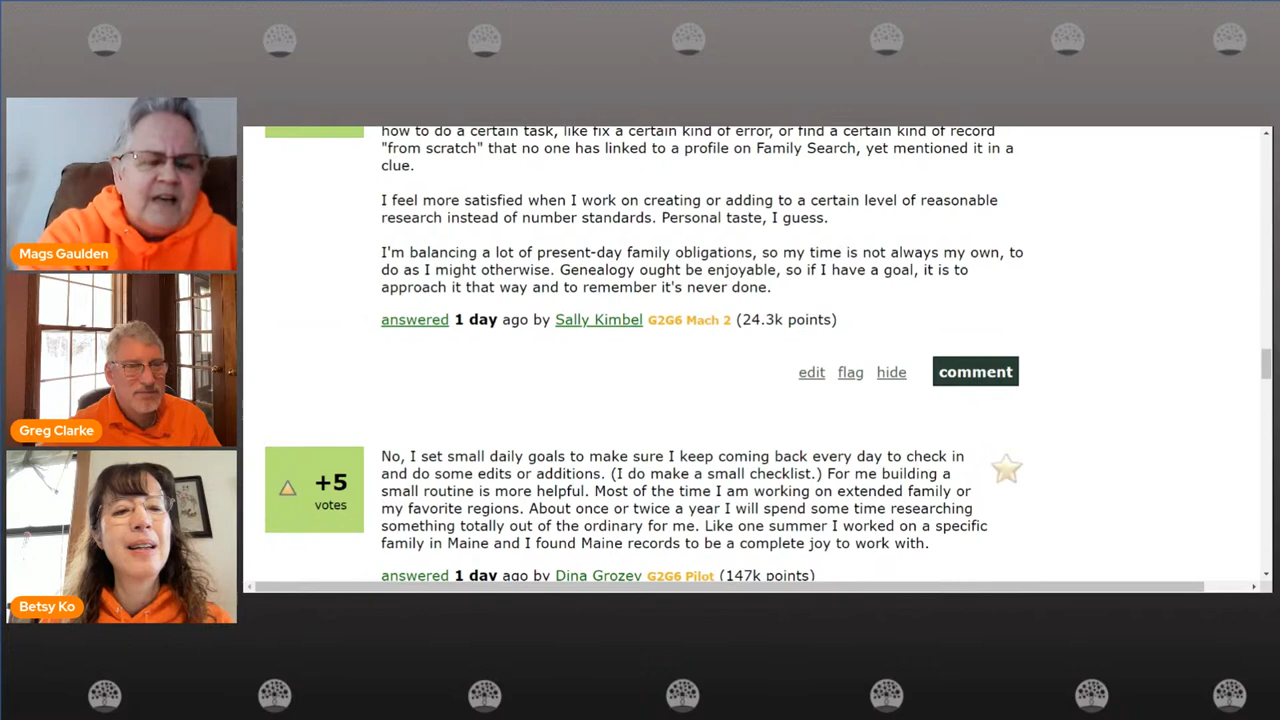 Mags Gaulden
Greg Clarke
Betsy Ko
how to do a certain task, like fix a certain kind of error, or find a certain kind of record
"from scratch" that no one has linked to a profile on Family Search, yet mentioned it in a
clue.
I feel more satisfied when I work on creating or adding to a certain level of reasonable
research instead of number standards. Personal taste, I guess.
I'm balancing a lot of present-day family obligations, so my time is not always my own, to
do as I might otherwise. Genealogy ought be enjoyable, so if I have a goal, it is to
approach it that way and to remember it's never done.
answered 1 day ago by Sally Kimbel G2G6 Mach 2 (24.3k points)
edit flag hide comment
+5
votes
No, I set small daily goals to make sure I keep coming back every day to check in
and do some edits or additions. (I do make a small checklist.) For me building a
small routine is more helpful. Most of the time I am working on extended family or
my favorite regions. About once or twice a year I will spend some time researching
something totally out of the ordinary for me. Like one summer I worked on a specific
family in Maine and I found Maine records to be a complete joy to work with.
answered 1 day ago by Dina Grozev G2G6 Pilot (147k points)